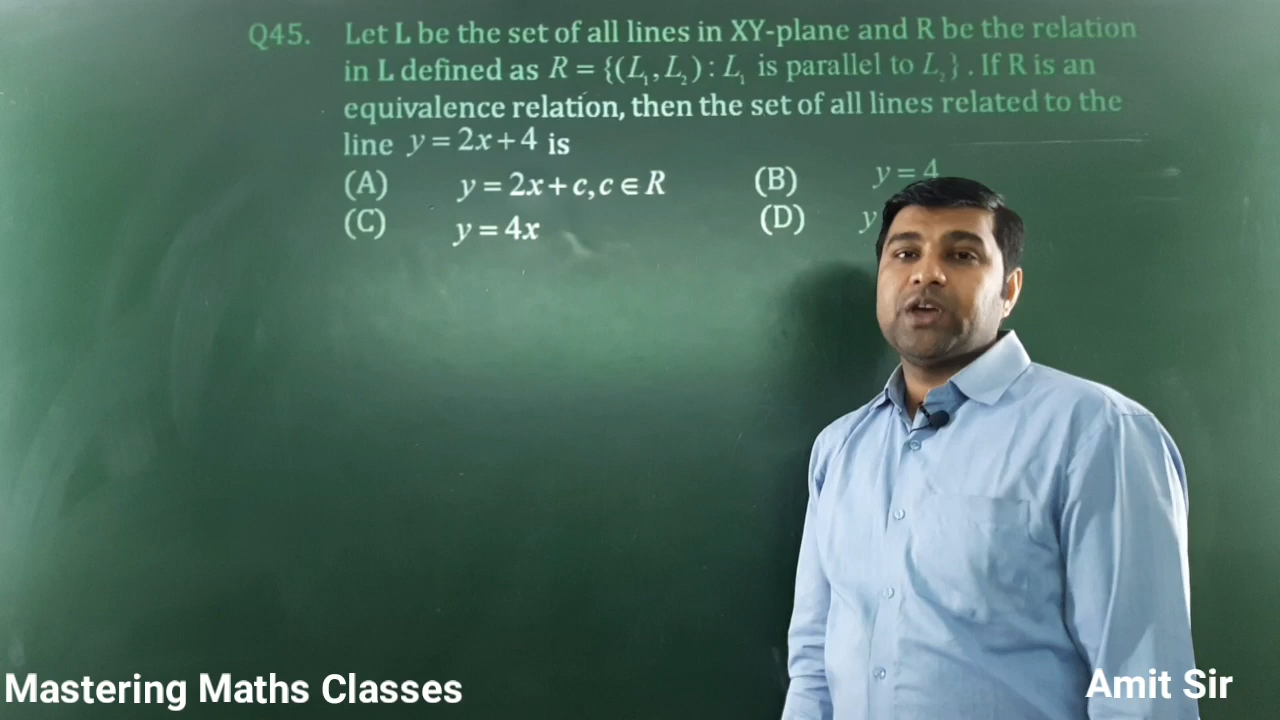 Q45. Let L be the set of all lines in XY-plane and R be the relation
in L defined as R = {(L₁, L₂) : L₁ is parallel to L₂} . If R is an
equivalence relation, then the set of all lines related to the
line y = 2x + 4 is
(A) y = 2x + c, c ∈ R (B) y = 4
(C) y = 4x (D) y
Mastering Maths Classes Amit Sir